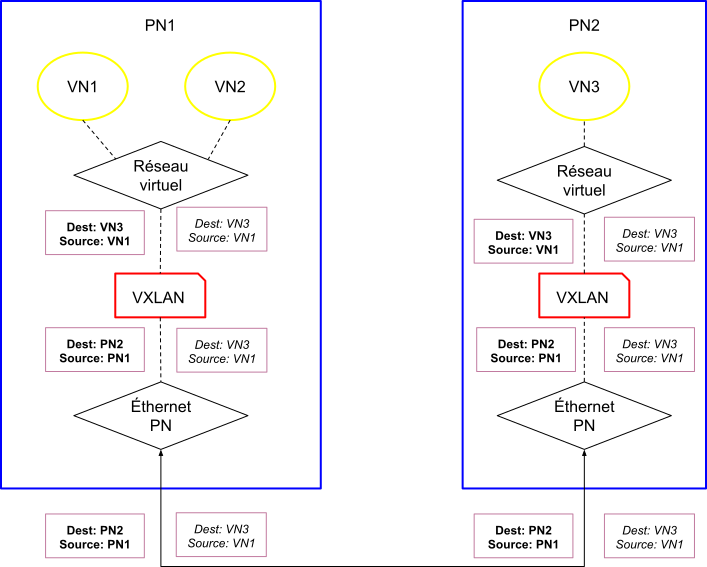 PN1
VN1
VN2
Réseau
virtuel
Dest: VN3
Source: VN1
Dest: VN3
Source: VN1
VXLAN
Dest: PN2
Source: PN1
Dest: VN3
Source: VN1
Éthernet
PN
Dest: PN2
Source: PN1
Dest: VN3
Source: VN1
PN2
VN3
Réseau
virtuel
Dest: VN3
Source: VN1
Dest: VN3
Source: VN1
VXLAN
Dest: PN2
Source: PN1
Dest: VN3
Source: VN1
Éthernet
PN
Dest: PN2
Source: PN1
Dest: VN3
Source: VN1